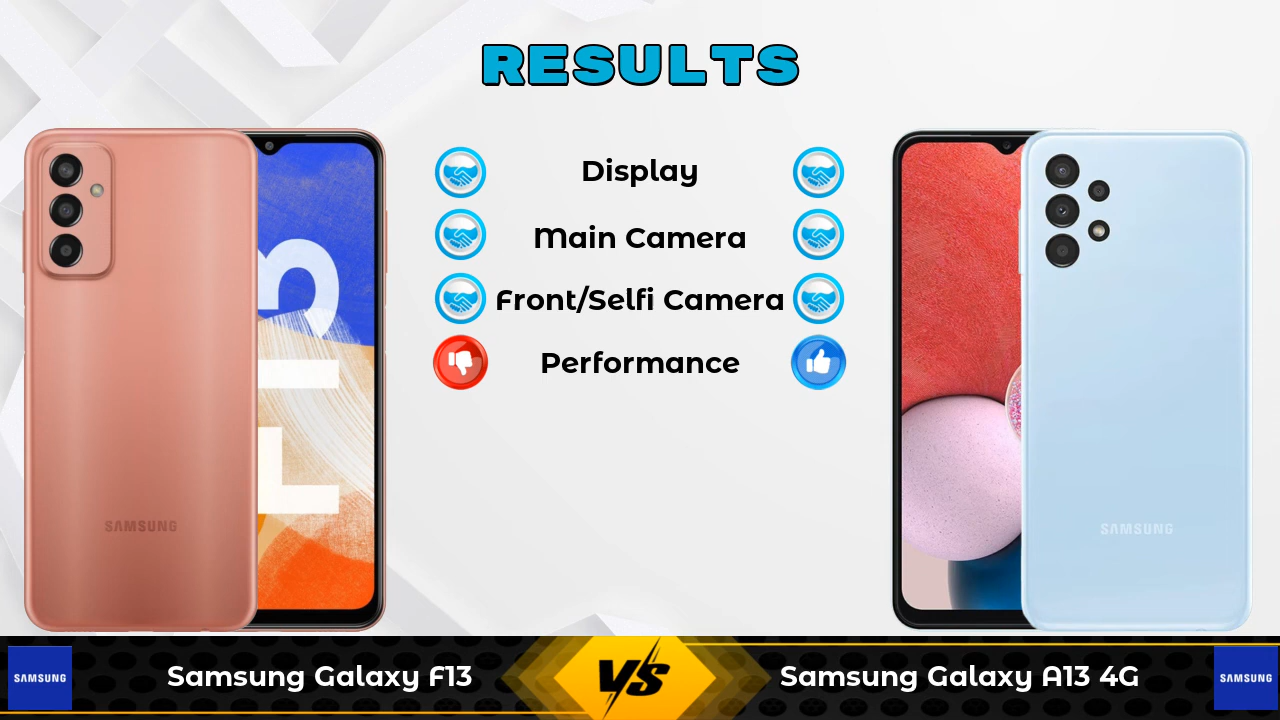 RESULTS
Display
Main Camera
Front/Selfi Camera
Performance
SAMSUNG
F13
SAMSUNG
SAMSUNG
Samsung Galaxy F13
VS
Samsung Galaxy A13 4G
SAMSUNG